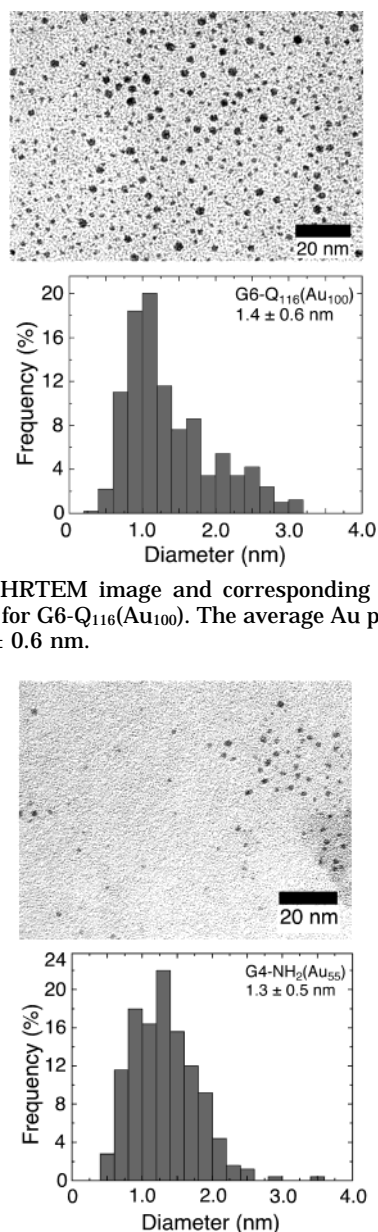 20 nm
20
16
12
8
4
0
Frequency (%)
G6-Q₁₁₆(Au₁₀₀)
1.4 ± 0.6 nm
0 1.0 2.0 3.0 4.0
Diameter (nm)
HRTEM image and corresponding
for G6-Q₁₁₆(Au₁₀₀). The average Au p
± 0.6 nm.
20 nm
24
20
16
12
8
4
0
Frequency (%)
G4-NH₂(Au₅₅)
1.3 ± 0.5 nm
0 1.0 2.0 3.0 4.0
Diameter (nm)